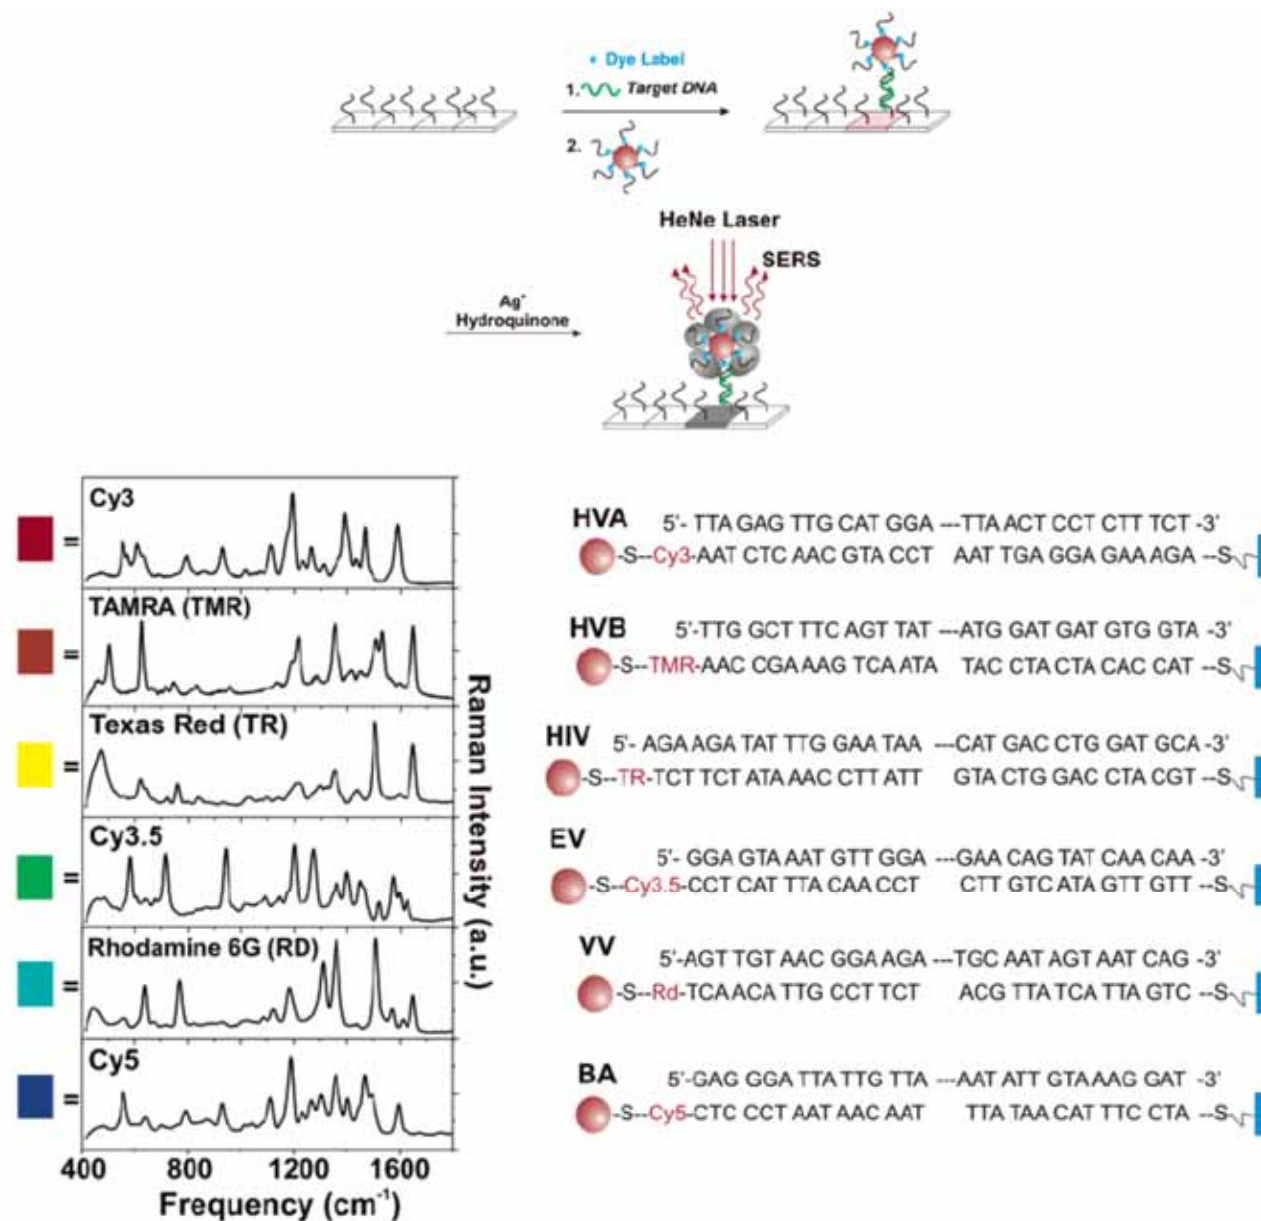 Dye Label
1. Target DNA
2.
HeNe Laser
SERS
Ag+
Hydroquinone
Cy3
=
TAMRA (TMR)
=
Texas Red (TR)
=
Cy3.5
=
Rhodamine 6G (RD)
=
Cy5
=
400 800 1200 1600
Frequency (cm-1)
Raman Intensity (a.u.)
HVA 5'- TTA GAG TTG CAT GGA ---TTA ACT CCT CTT TCT -3'
-S--Cy3-AAT CTC AAC GTA CCT AAT TGA GGA GAA AGA --S
HVB 5'-TTG GCT TTC AGT TAT ---ATG GAT GAT GTG GTA -3'
-S--TMR-AAC CGA AAG TCA ATA TAC CTA CTA CAC CAT --S
HIV 5'- AGA AGA TAT TTG GAA TAA ---CAT GAC CTG GAT GCA -3'
-S--TR-TCT TCT ATA AAC CTT ATT GTA CTG GAC CTA CGT --S
EV 5'- GGA GTA AAT GTT GGA ---GAA CAG TAT CAA CAA -3'
-S--Cy3.5-CCT CAT TTA CAA CCT CTT GTC ATA GTT GTT --S
VV 5'-AGT TGT AAC GGA AGA ---TGC AAT AGT AAT CAG -3'
-S--Rd-TCA ACA TTG CCT TCT ACG TTA TCA TTA GTC --S
BA 5'-GAG GGA TTA TTG TTA ---AAT ATT GTA AAG GAT -3'
-S--Cy5-CTC CCT AAT AAC AAT TTA TAA CAT TTC CTA --S